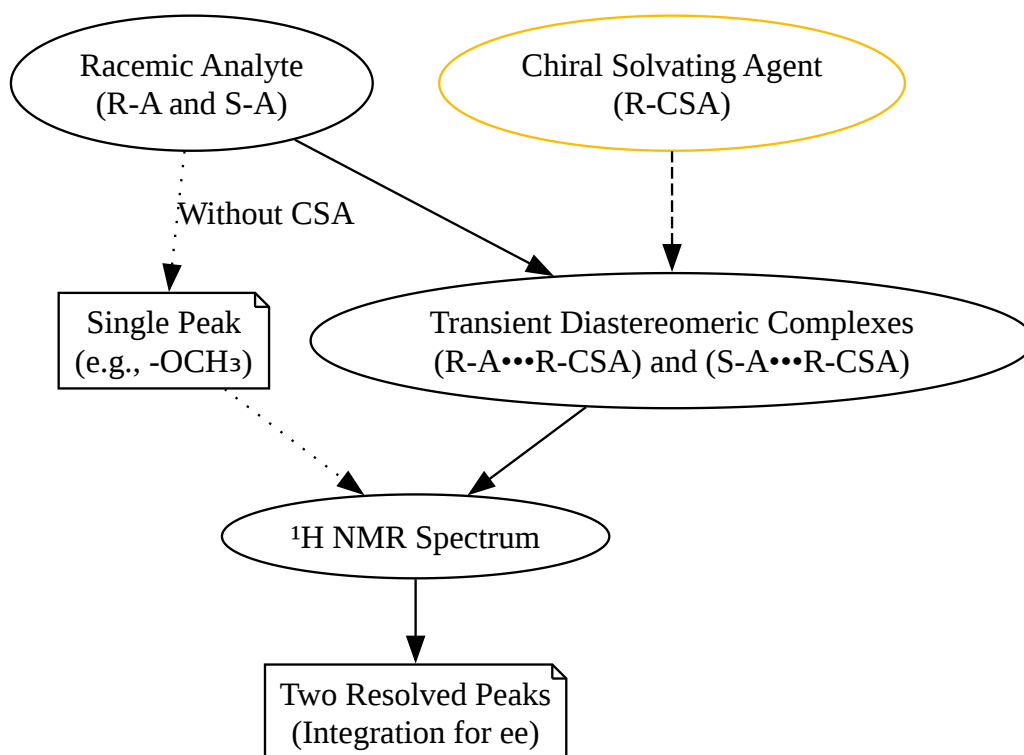 Racemic Analyte
(R-A and S-A)
Chiral Solvating Agent
(R-CSA)
Without CSA
Single Peak
(e.g., -OCH₃)
Transient Diastereomeric Complexes
(R-A•••R-CSA) and (S-A•••R-CSA)
¹H NMR Spectrum
Two Resolved Peaks
(Integration for ee)